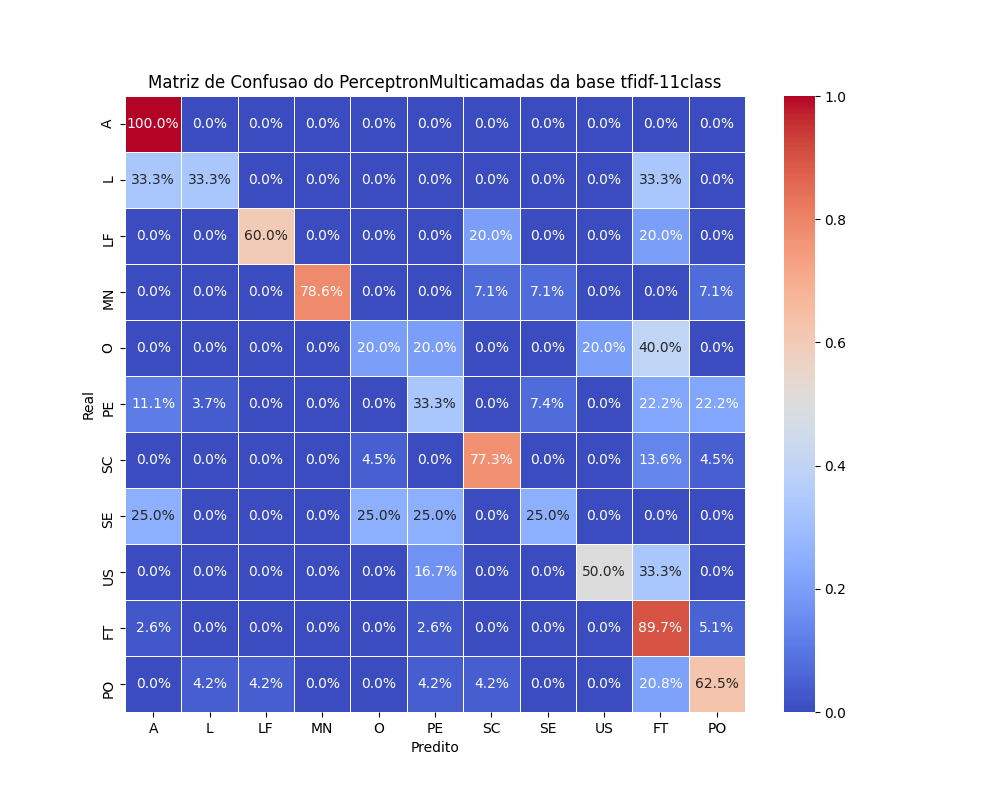 Matriz de Confusao do PerceptronMulticamadas da base tfidf-11class
A 100.0% 0.0% 0.0% 0.0% 0.0% 0.0% 0.0% 0.0% 0.0% 0.0% 0.0%
L 33.3% 33.3% 0.0% 0.0% 0.0% 0.0% 0.0% 0.0% 0.0% 33.3% 0.0%
LF 0.0% 0.0% 60.0% 0.0% 0.0% 0.0% 20.0% 0.0% 0.0% 20.0% 0.0%
MN 0.0% 0.0% 0.0% 78.6% 0.0% 0.0% 7.1% 7.1% 0.0% 0.0% 7.1%
O 0.0% 0.0% 0.0% 0.0% 20.0% 20.0% 0.0% 0.0% 20.0% 40.0% 0.0%
PE 11.1% 3.7% 0.0% 0.0% 0.0% 33.3% 0.0% 7.4% 0.0% 22.2% 22.2%
SC 0.0% 0.0% 0.0% 0.0% 4.5% 0.0% 77.3% 0.0% 0.0% 13.6% 4.5%
SE 25.0% 0.0% 0.0% 0.0% 25.0% 25.0% 0.0% 25.0% 0.0% 0.0% 0.0%
US 0.0% 0.0% 0.0% 0.0% 0.0% 16.7% 0.0% 0.0% 50.0% 33.3% 0.0%
FT 2.6% 0.0% 0.0% 0.0% 0.0% 2.6% 0.0% 0.0% 0.0% 89.7% 5.1%
PO 0.0% 4.2% 4.2% 0.0% 0.0% 4.2% 4.2% 0.0% 0.0% 20.8% 62.5%
A L LF MN O PE SC SE US FT PO
Predito
Real
1.0
0.8
0.6
0.4
0.2
0.0